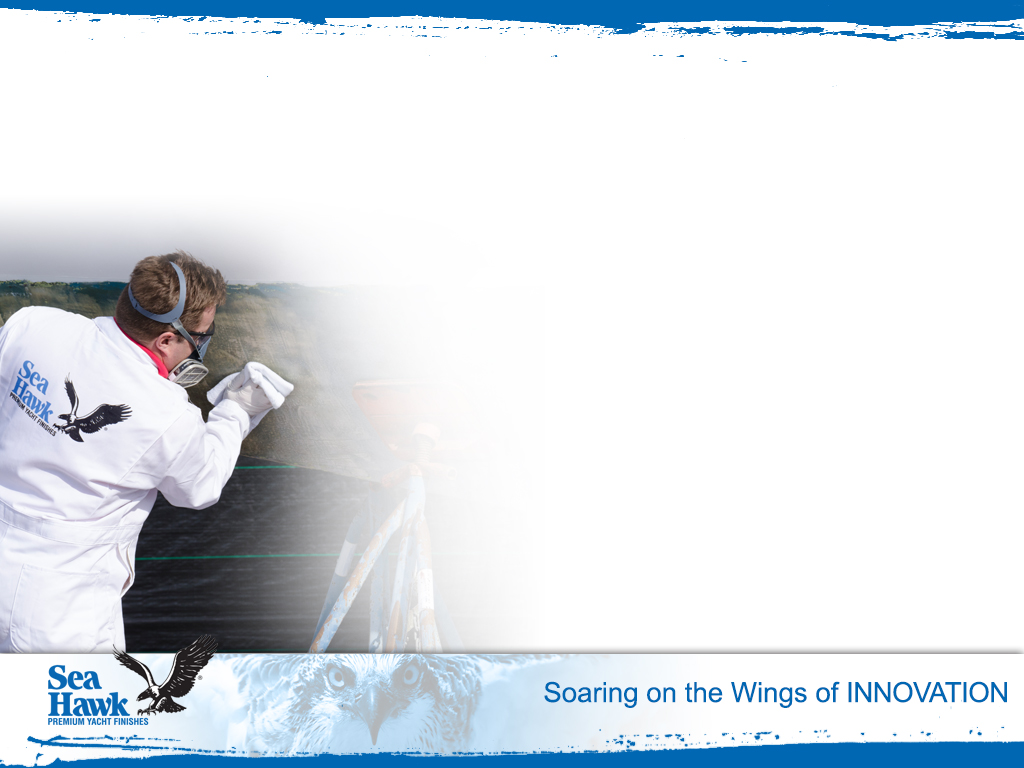 Sea
Hawk
PREMIUM YACHT FINISHES
Sea
Hawk
PREMIUM YACHT FINISHES
Soaring on the Wings of INNOVATION